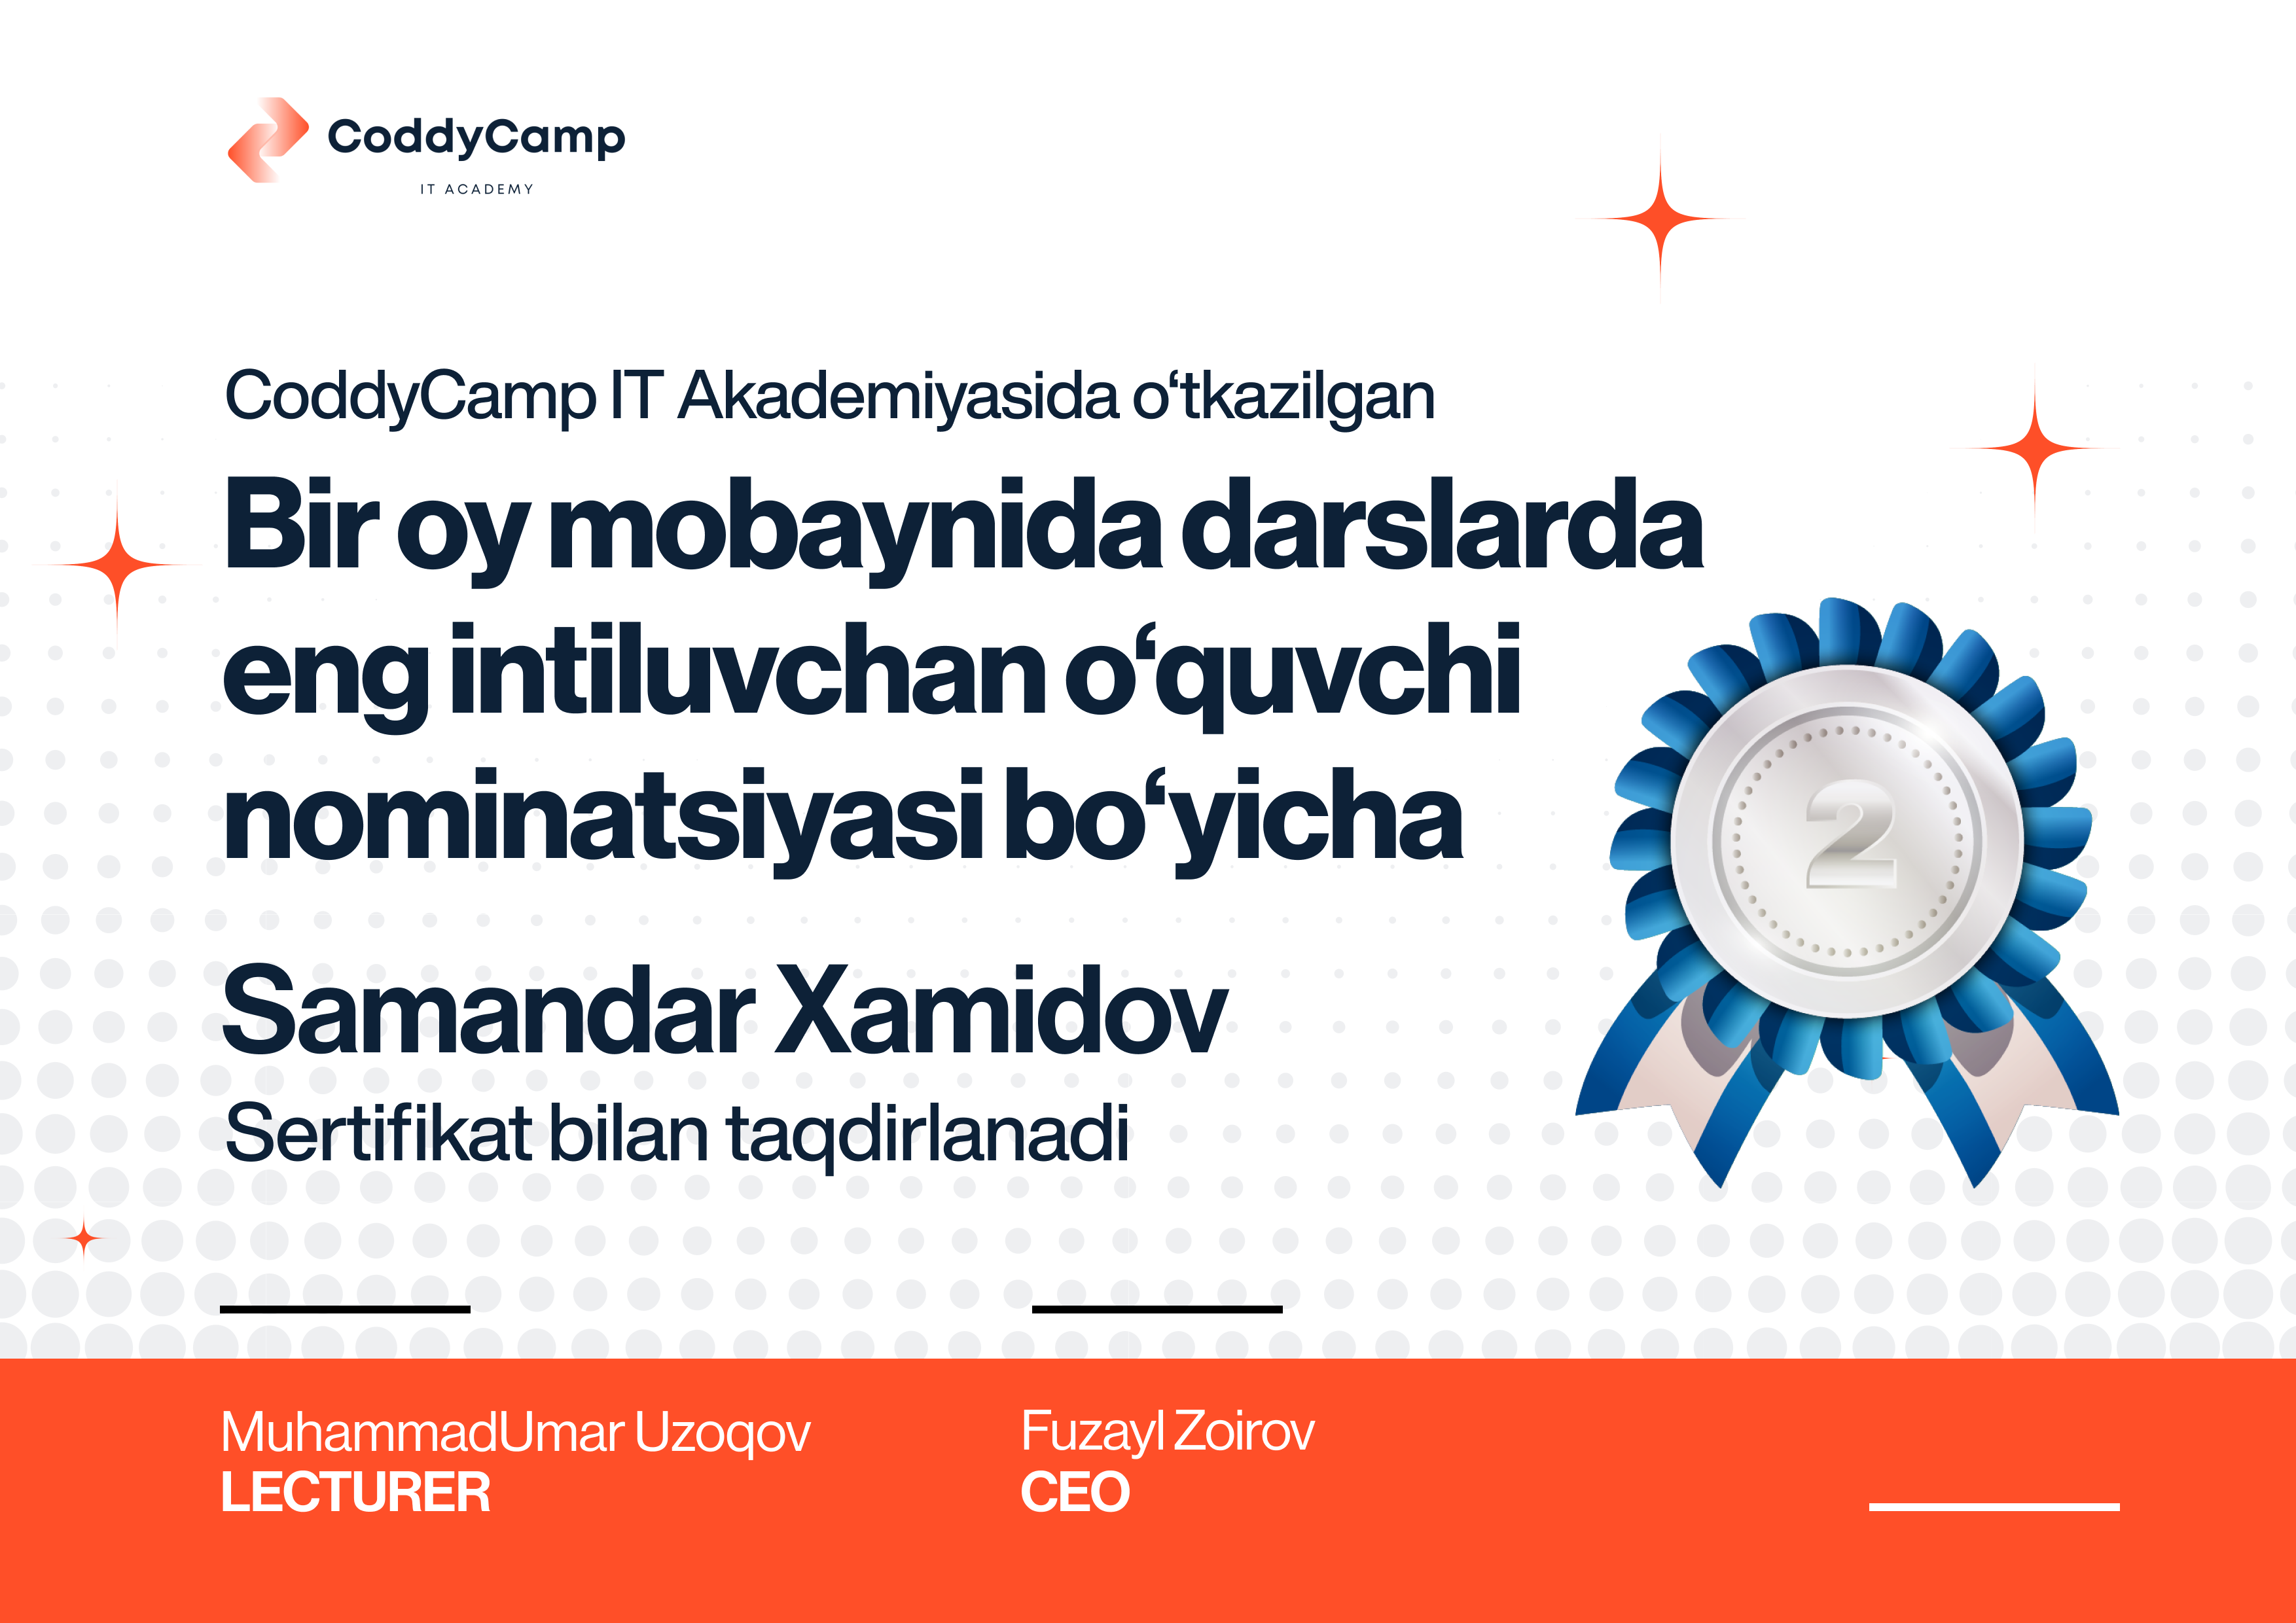 CoddyCamp
IT ACADEMY
CoddyCamp IT Akademiyasida o‘tkazilgan
Bir oy mobaynida darslarda
eng intiluvchan o‘quvchi
nominatsiyasi bo‘yicha
2
Samandar Xamidov
Sertifikat bilan taqdirlanadi
MuhammadUmar Uzoqov
LECTURER
Fuzayl Zoirov
CEO